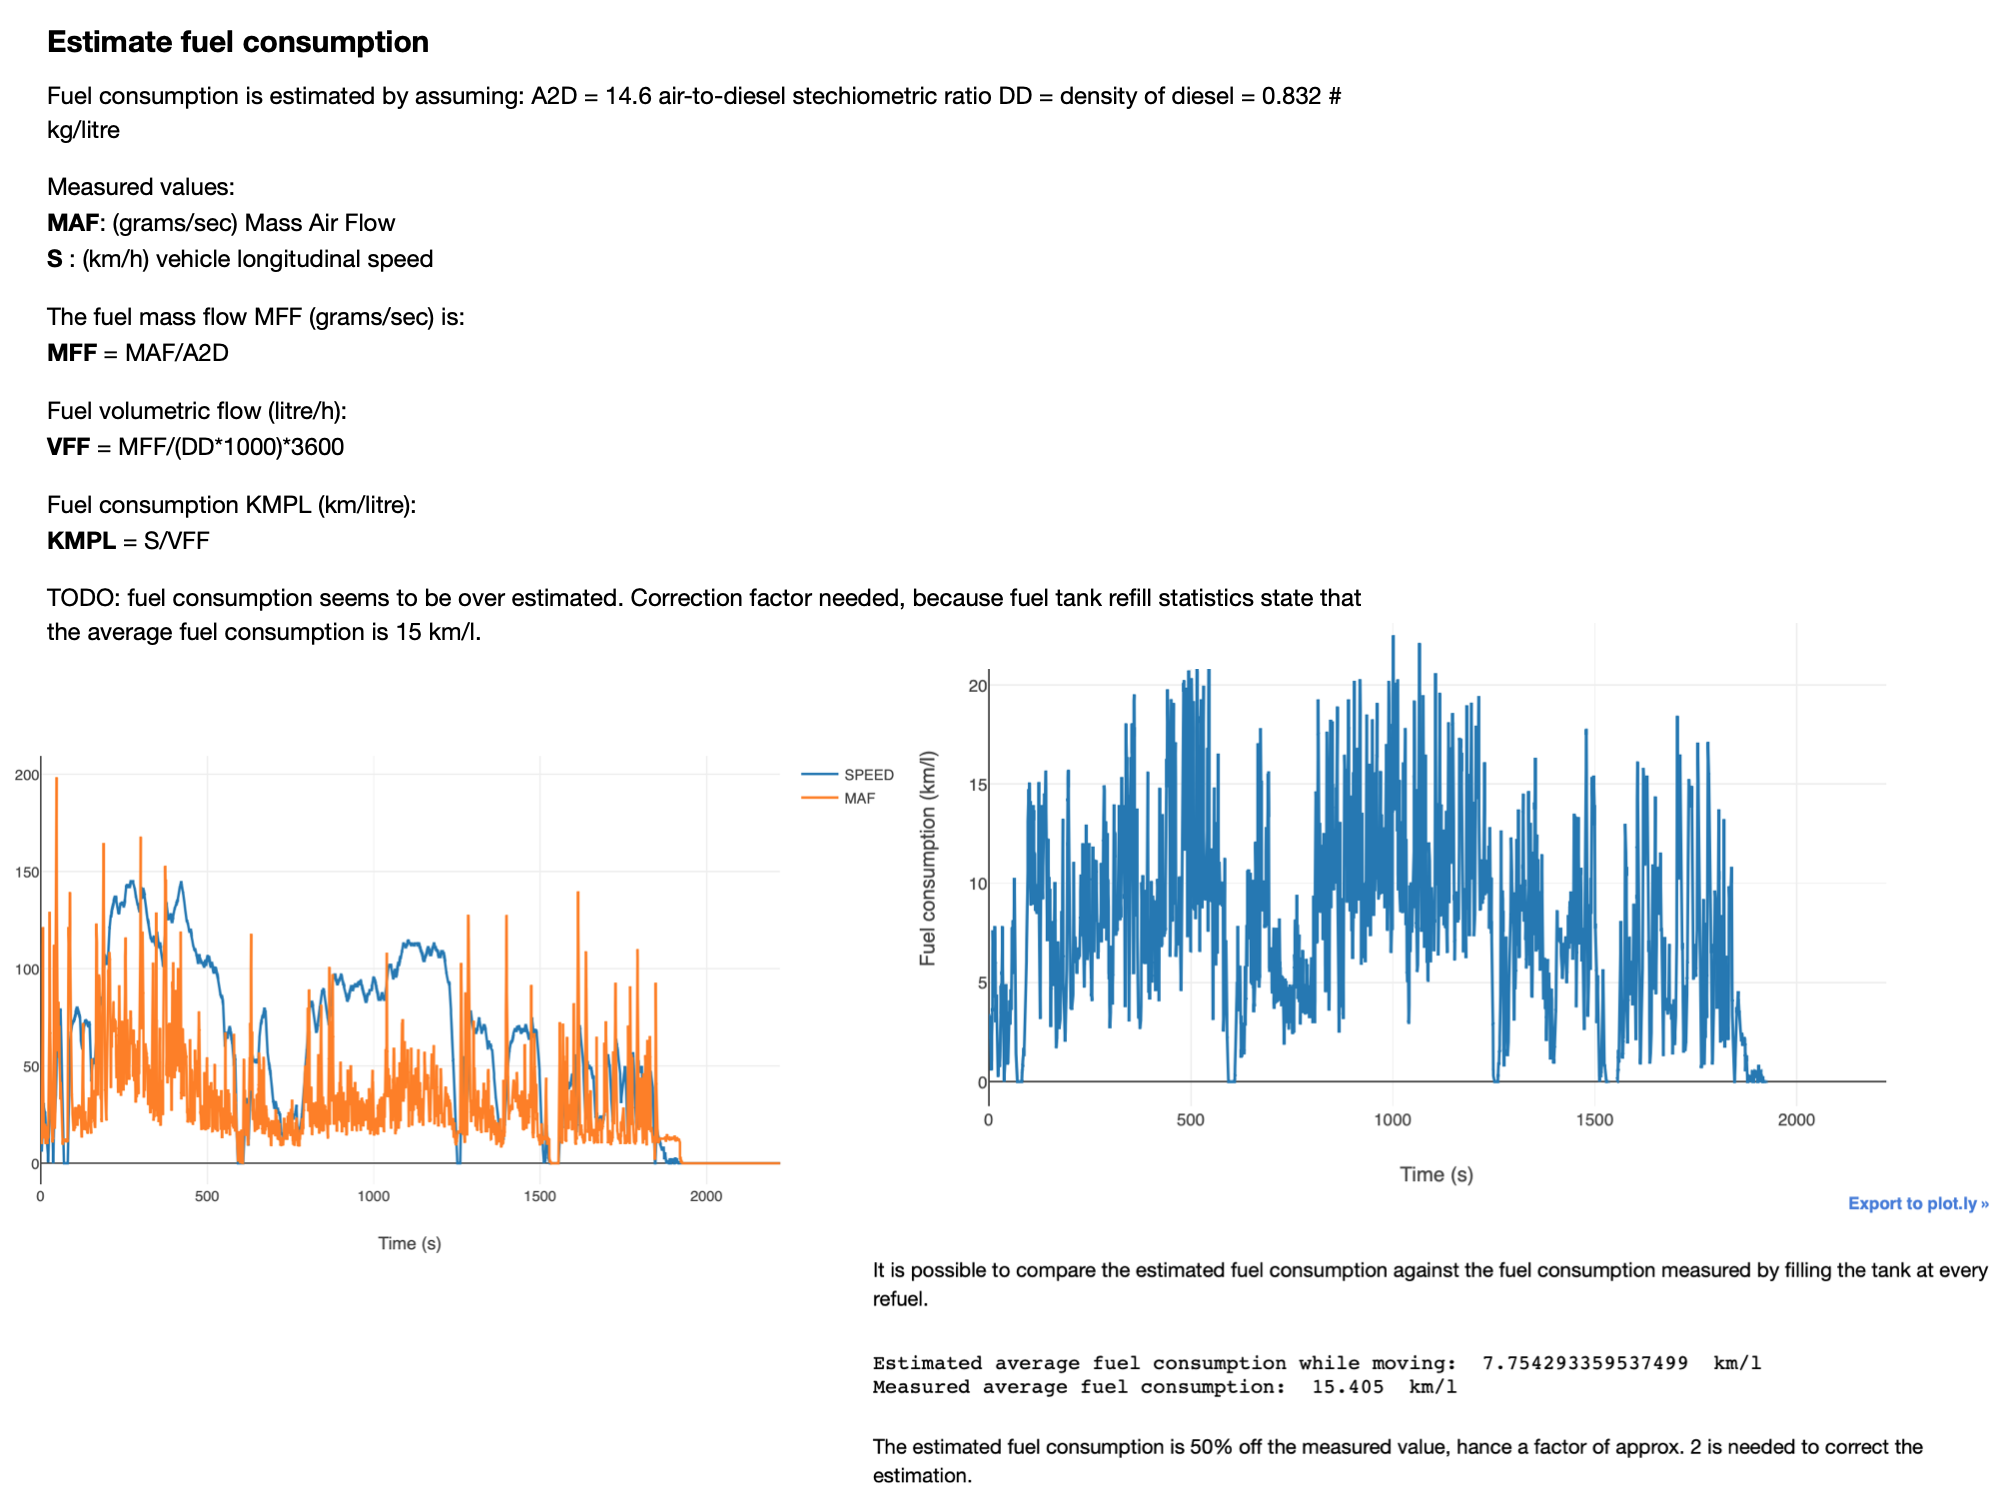 Estimate fuel consumption
Fuel consumption is estimated by assuming: A2D = 14.6 air-to-diesel stechiometric ratio DD = density of diesel = 0.832 #
kg/litre
Measured values:
MAF: (grams/sec) Mass Air Flow
S : (km/h) vehicle longitudinal speed
The fuel mass flow MFF (grams/sec) is:
MFF = MAF/A2D
Fuel volumetric flow (litre/h):
VFF = MFF/(DD*1000)*3600
Fuel consumption KMPL (km/litre):
KMPL = S/VFF
TODO: fuel consumption seems to be over estimated. Correction factor needed, because fuel tank refill statistics state that
the average fuel consumption is 15 km/l.
200
150
100
50
0
0 500 1000 1500 2000
Time (s)
SPEED
MAF
Fuel consumption (km/l)
20
15
10
5
0
0 500 1000 1500 2000
Time (s)
Export to plot.ly »
It is possible to compare the estimated fuel consumption against the fuel consumption measured by filling the tank at every
refuel.
Estimated average fuel consumption while moving: 7.754293359537499 km/l
Measured average fuel consumption: 15.405 km/l
The estimated fuel consumption is 50% off the measured value, hance a factor of approx. 2 is needed to correct the
estimation.